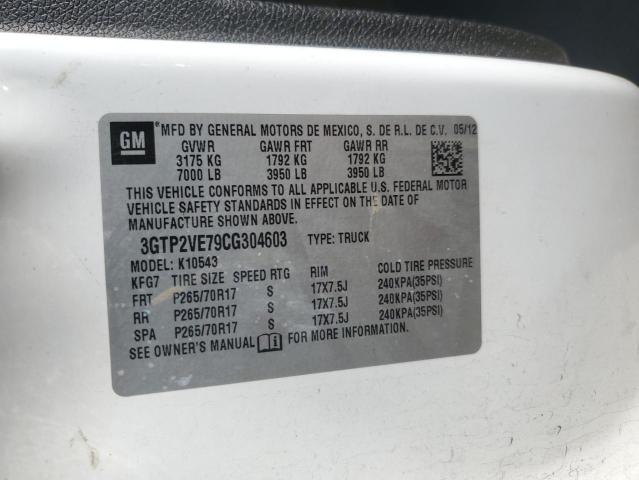 GM ® MFD BY GENERAL MOTORS DE MEXICO, S. DE R.L. DE C.V. 05/12
GVWR GAWR FRT GAWR RR
3175 KG 1792 KG 1792 KG
7000 LB 3950 LB 3950 LB
THIS VEHICLE CONFORMS TO ALL APPLICABLE U.S. FEDERAL MOTOR
VEHICLE SAFETY STANDARDS IN EFFECT ON THE DATE OF
MANUFACTURE SHOWN ABOVE.
3GTP2VE79CG304603 TYPE: TRUCK
MODEL: K10543
KFG7 TIRE SIZE SPEED RTG RIM COLD TIRE PRESSURE
FRT P265/70R17 S 17X7.5J 240KPA(35PSI)
RR P265/70R17 S 17X7.5J 240KPA(35PSI)
SPA P265/70R17 S 17X7.5J 240KPA(35PSI)
SEE OWNER'S MANUAL i FOR MORE INFORMATION.